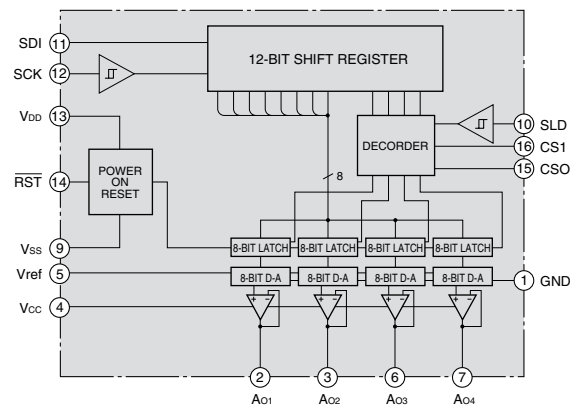 SDI 11
12-BIT SHIFT REGISTER
SCK 12
VDD 13
10 SLD
DECORDER
16 CS1
15 CSO
POWER
ON
RESET
RST 14
8
VSS 9
8-BIT LATCH 8-BIT LATCH 8-BIT LATCH 8-BIT LATCH
Vref 5
8-BIT D-A 8-BIT D-A 8-BIT D-A 8-BIT D-A
1 GND
VCC 4
+ − + − + − + −
2 3 6 7
AO1 AO2 AO3 AO4